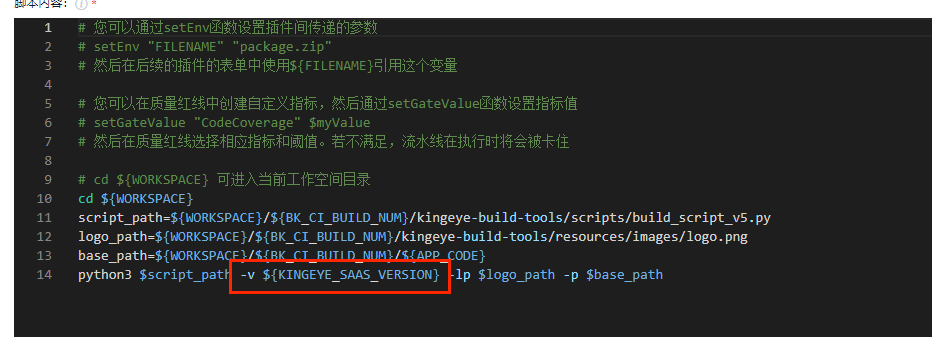 脚本内容: *
1 # 您可以通过setEnv函数设置插件间传递的参数
2 # setEnv "FILENAME" "package.zip"
3 # 然后在后续的插件的表单中使用${FILENAME}引用这个变量
4
5 # 您可以在质量红线中创建自定义指标，然后通过setGateValue函数设置指标值
6 # setGateValue "CodeCoverage" $myValue
7 # 然后在质量红线选择相应指标和阈值。若不满足，流水线在执行时将会被卡住
8
9 # cd ${WORKSPACE} 可进入当前工作空间目录
10 cd ${WORKSPACE}
11 script_path=${WORKSPACE}/${BK_CI_BUILD_NUM}/kingeye-build-tools/scripts/build_script_v5.py
12 logo_path=${WORKSPACE}/${BK_CI_BUILD_NUM}/kingeye-build-tools/resources/images/logo.png
13 base_path=${WORKSPACE}/${BK_CI_BUILD_NUM}/${APP_CODE}
14 python3 $script_path -v ${KINGEYE_SAAS_VERSION} -lp $logo_path -p $base_path